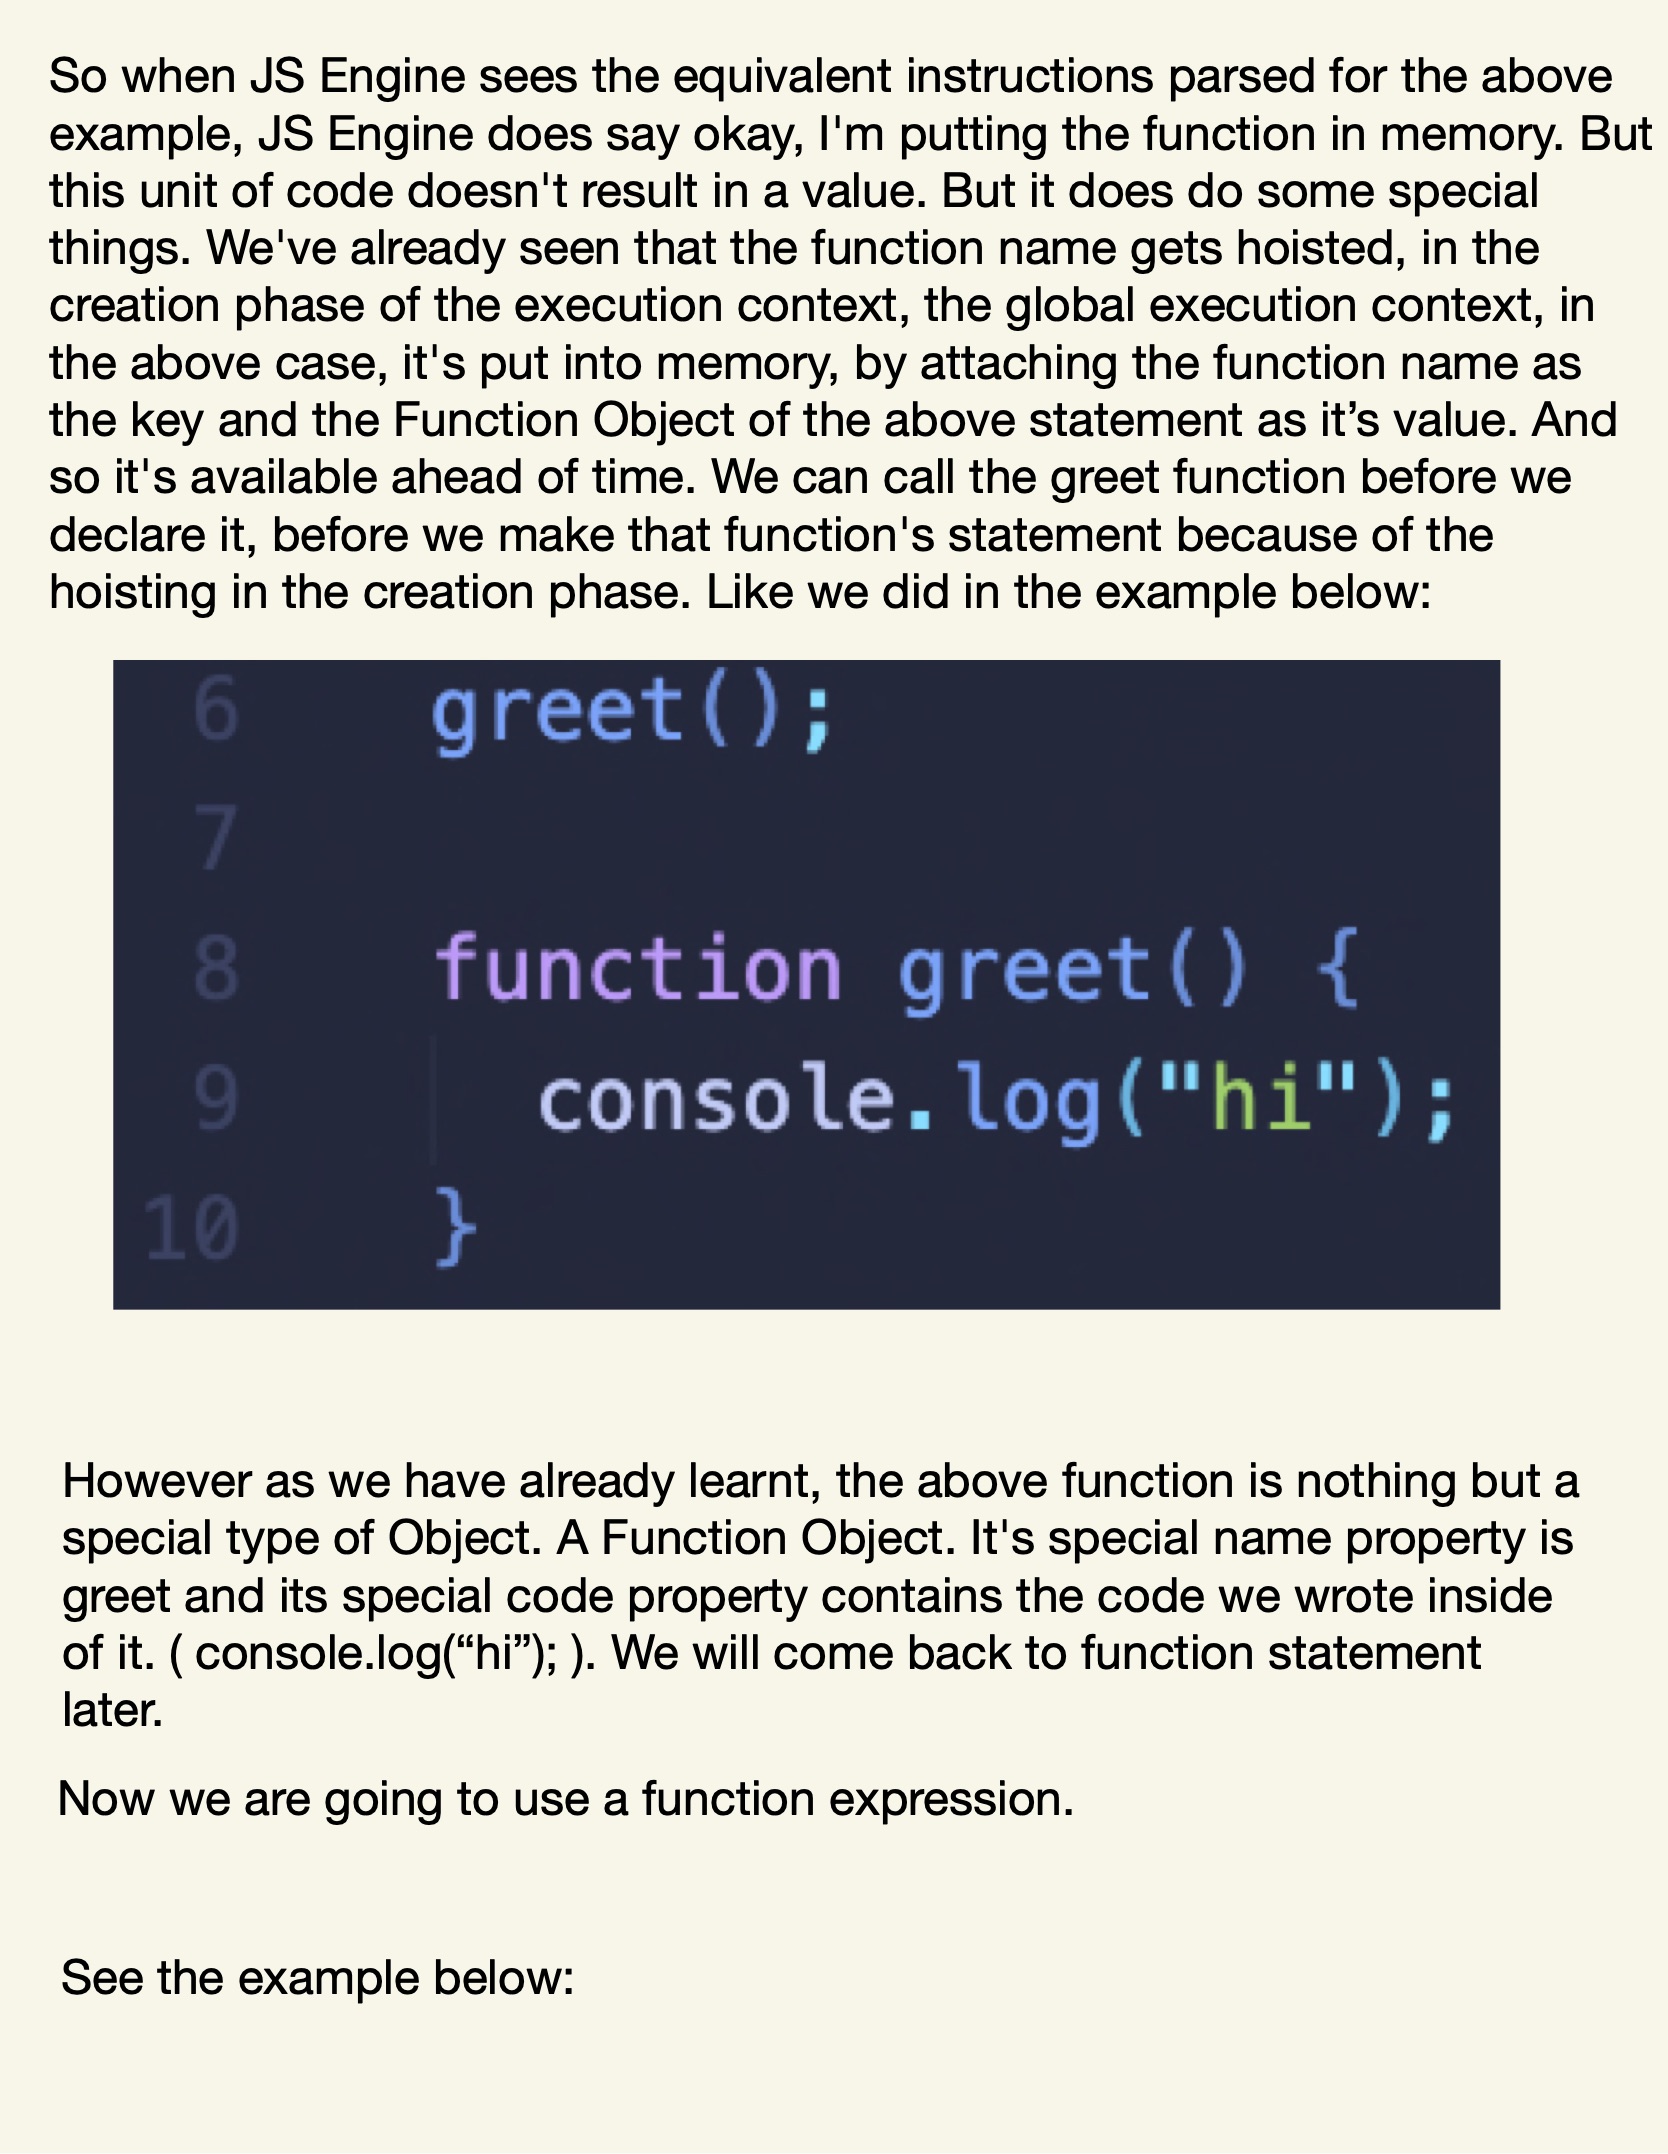 So when JS Engine sees the equivalent instructions parsed for the above
example, JS Engine does say okay, I'm putting the function in memory. But
this unit of code doesn't result in a value. But it does do some special
things. We've already seen that the function name gets hoisted, in the
creation phase of the execution context, the global execution context, in
the above case, it's put into memory, by attaching the function name as
the key and the Function Object of the above statement as it’s value. And
so it's available ahead of time. We can call the greet function before we
declare it, before we make that function's statement because of the
hoisting in the creation phase. Like we did in the example below:
6 greet();
7
8 function greet() {
9 console.log("hi");
10 }
However as we have already learnt, the above function is nothing but a
special type of Object. A Function Object. It's special name property is
greet and its special code property contains the code we wrote inside
of it. ( console.log(“hi”); ). We will come back to function statement
later.
Now we are going to use a function expression.
See the example below: